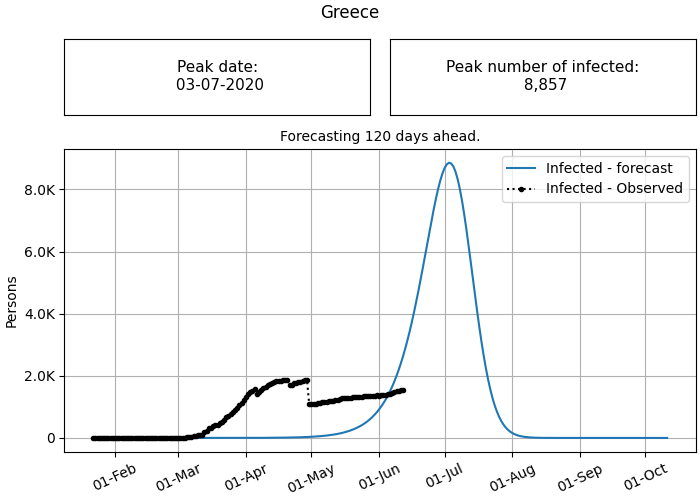 Greece
Peak date:
03-07-2020
Peak number of infected:
8,857
Forecasting 120 days ahead.
Infected - forecast
Infected - Observed
Persons
8.0K
6.0K
4.0K
2.0K
0
01-Feb
01-Mar
01-Apr
01-May
01-Jun
01-Jul
01-Aug
01-Sep
01-Oct